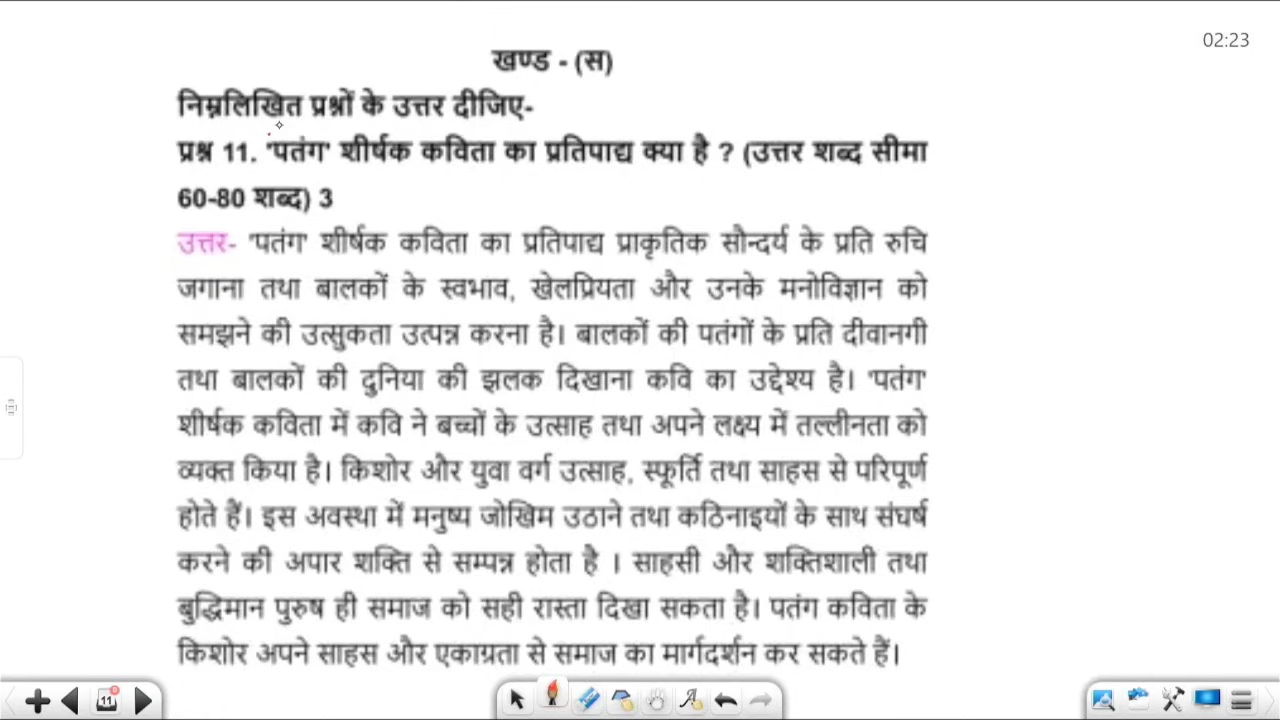 02:23
खण्ड - (स)
निम्नलिखित प्रश्नों के उत्तर दीजिए-
प्रश्न 11. 'पतंग' शीर्षक कविता का प्रतिपाद्य क्या है ? (उत्तर शब्द सीमा
60-80 शब्द) 3
उत्तर- 'पतंग' शीर्षक कविता का प्रतिपाद्य प्राकृतिक सौन्दर्य के प्रति रुचि
जगाना तथा बालकों के स्वभाव, खेलप्रियता और उनके मनोविज्ञान को
समझने की उत्सुकता उत्पन्न करना है। बालकों की पतंगों के प्रति दीवानगी
तथा बालकों की दुनिया की झलक दिखाना कवि का उद्देश्य है। 'पतंग'
शीर्षक कविता में कवि ने बच्चों के उत्साह तथा अपने लक्ष्य में तल्लीनता को
व्यक्त किया है। किशोर और युवा वर्ग उत्साह, स्फूर्ति तथा साहस से परिपूर्ण
होते हैं। इस अवस्था में मनुष्य जोखिम उठाने तथा कठिनाइयों के साथ संघर्ष
करने की अपार शक्ति से सम्पन्न होता है । साहसी और शक्तिशाली तथा
बुद्धिमान पुरुष ही समाज को सही रास्ता दिखा सकता है। पतंग कविता के
किशोर अपने साहस और एकाग्रता से समाज का मार्गदर्शन कर सकते हैं।
11